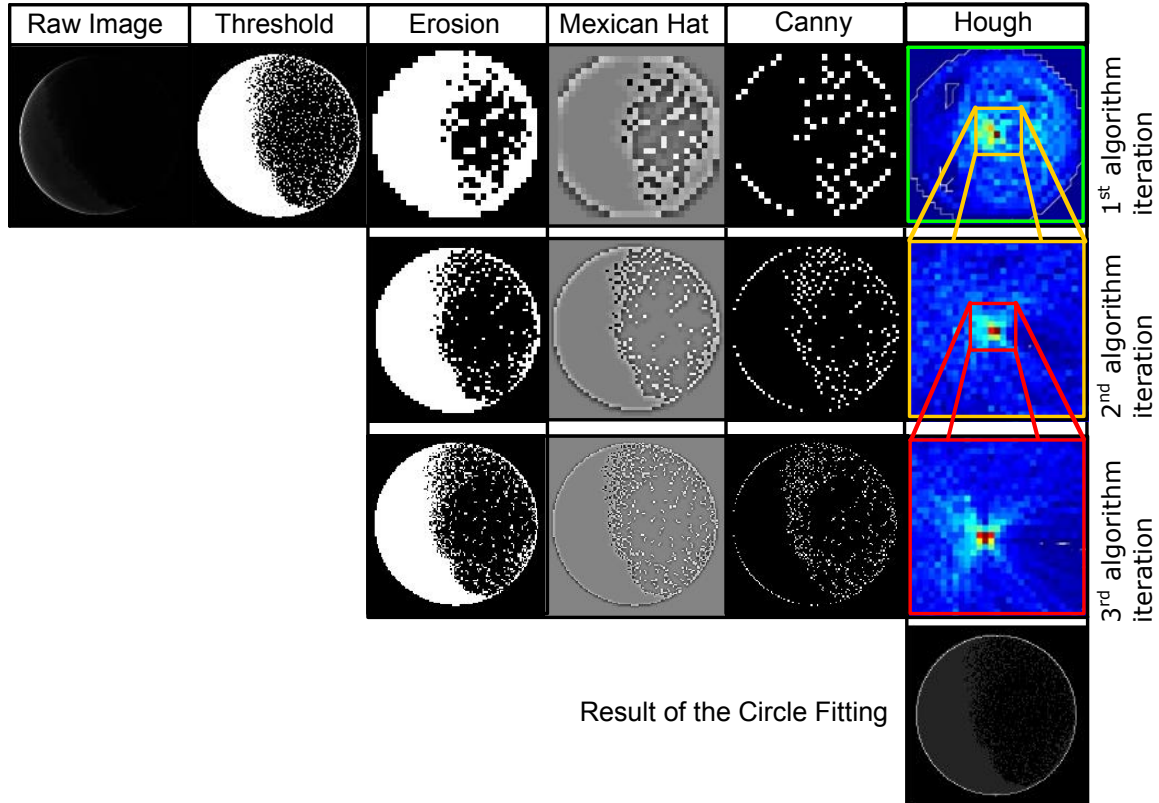 Raw Image
Threshold
Erosion
Mexican Hat
Canny
Hough
1st algorithm
iteration
2nd algorithm
iteration
3rd algorithm
iteration
Result of the Circle Fitting